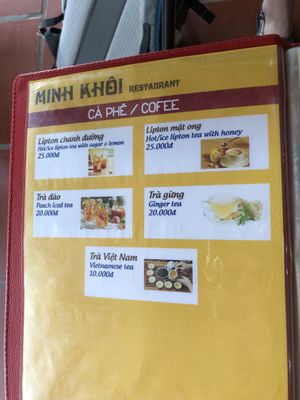 MINH KHÔI RESTAURANT
CÀ PHÊ / COFEE
Lipton chanh đường
Hot/ice lipton tea with sugar & lemon
25.000đ
Lipton mật ong
Hot/ice lipton tea with honey
25.000đ
Trà đào
Peach iced tea
20.000đ
Trà gừng
Ginger tea
20.000đ
Trà Việt Nam
Vietnamese tea
10.000đ